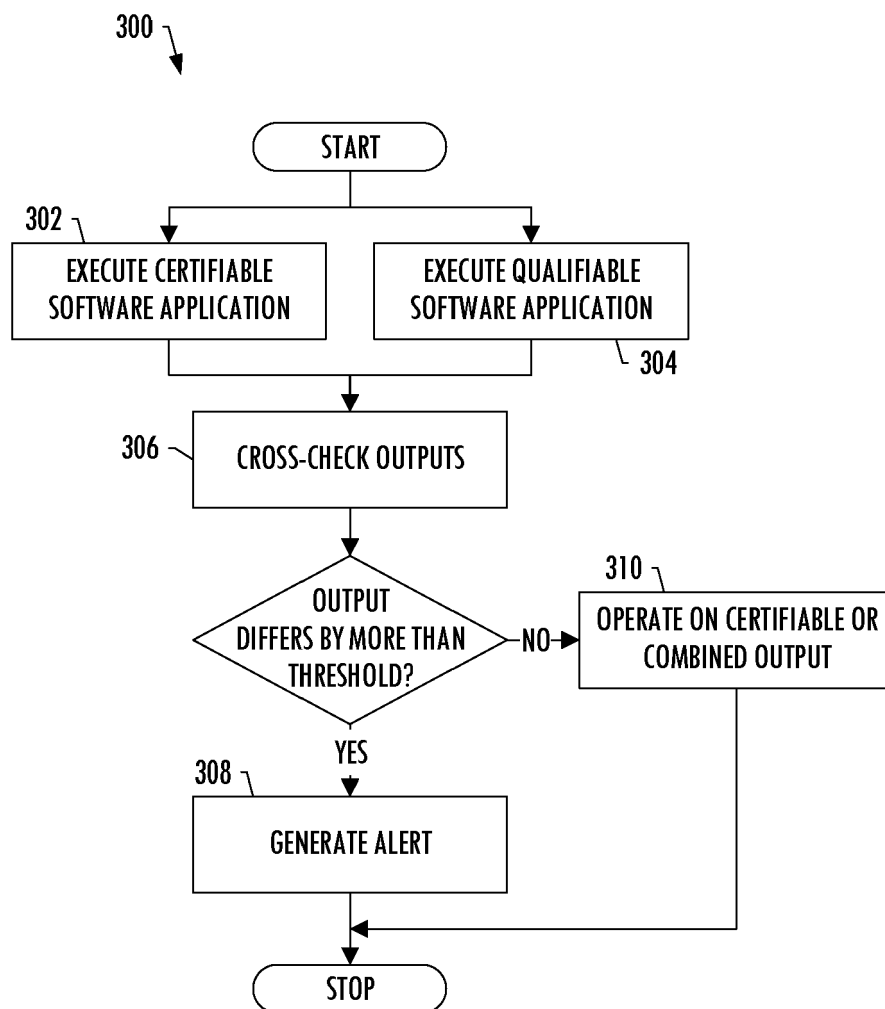 300
START
302
EXECUTE CERTIFIABLE
SOFTWARE APPLICATION
EXECUTE QUALIFIABLE
SOFTWARE APPLICATION
304
306
CROSS-CHECK OUTPUTS
OUTPUT
DIFFERS BY MORE THAN
THRESHOLD?
NO
310
OPERATE ON CERTIFIABLE OR
COMBINED OUTPUT
YES
308
GENERATE ALERT
STOP